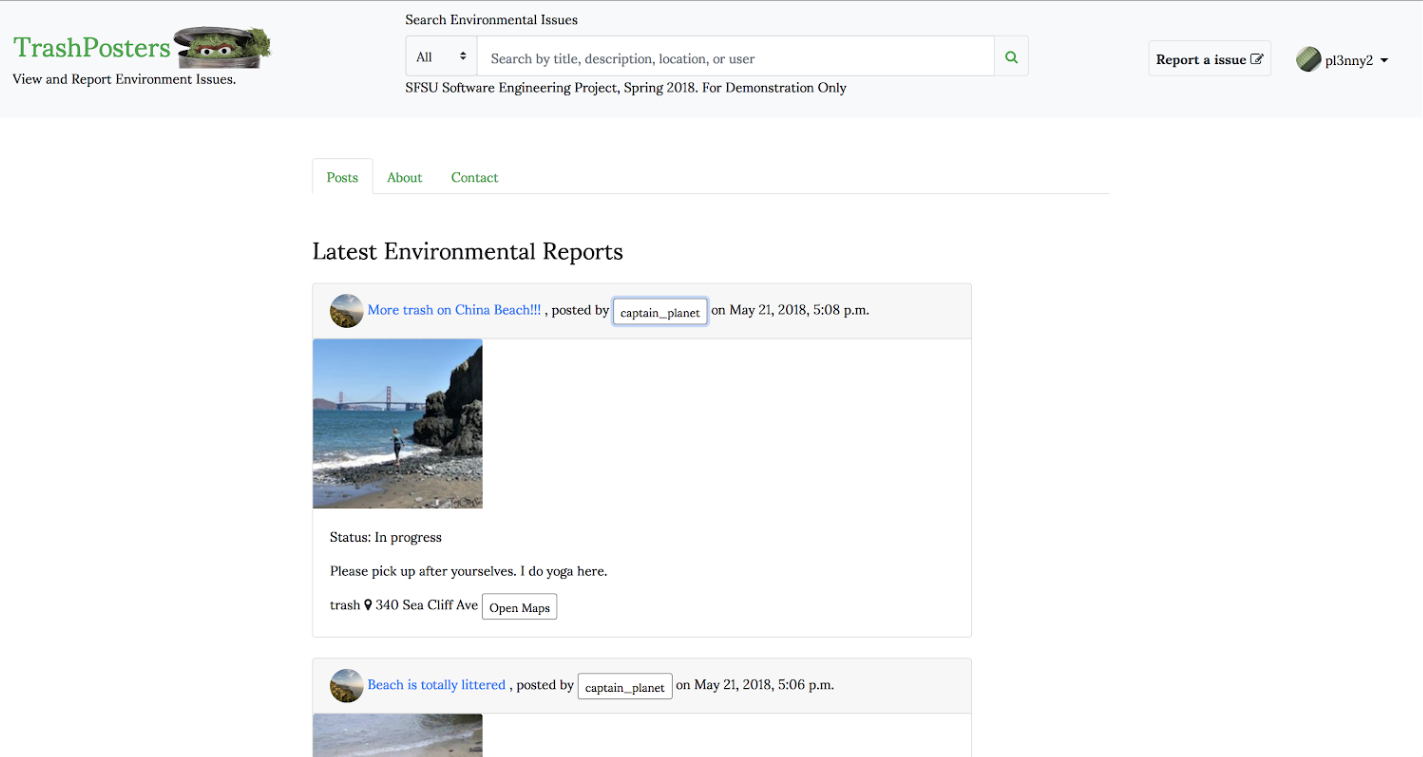 Search Environmental Issues
TrashPosters
All
Search by title, description, location, or user
Report a issue
pl3nny2
View and Report Environment Issues.
SFSU Software Engineering Project, Spring 2018. For Demonstration Only
Posts
About
Contact
Latest Environmental Reports
More trash on China Beach!!! , posted by captain_planet on May 21, 2018, 5:08 p.m.
Status: In progress
Please pick up after yourselves. I do yoga here.
trash 340 Sea Cliff Ave Open Maps
Beach is totally littered , posted by captain_planet on May 21, 2018, 5:06 p.m.